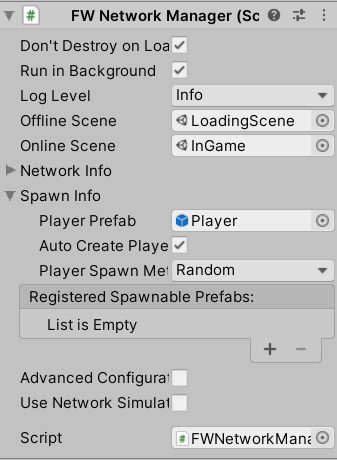 FW Network Manager (Sc
Don't Destroy on Loa
Run in Background
Log Level Info
Offline Scene LoadingScene
Online Scene InGame
Network Info
Spawn Info
Player Prefab Player
Auto Create Playe
Player Spawn Met Random
Registered Spawnable Prefabs:
List is Empty
Advanced Configurat
Use Network Simulat
Script FWNetworkMana